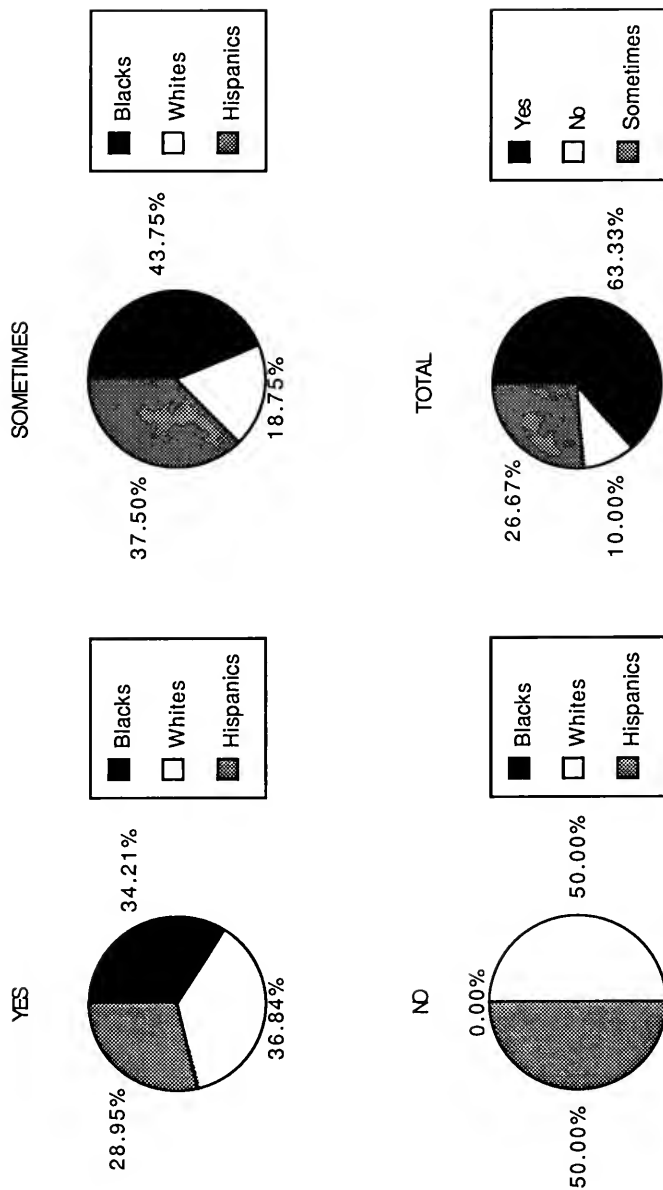 YES
28.95%
34.21%
36.84%
Blacks
Whites
Hispanics
SOMETIMES
37.50%
43.75%
18.75%
Blacks
Whites
Hispanics
NO
0.00%
50.00%
50.00%
Blacks
Whites
Hispanics
TOTAL
26.67%
63.33%
10.00%
Yes
No
Sometimes